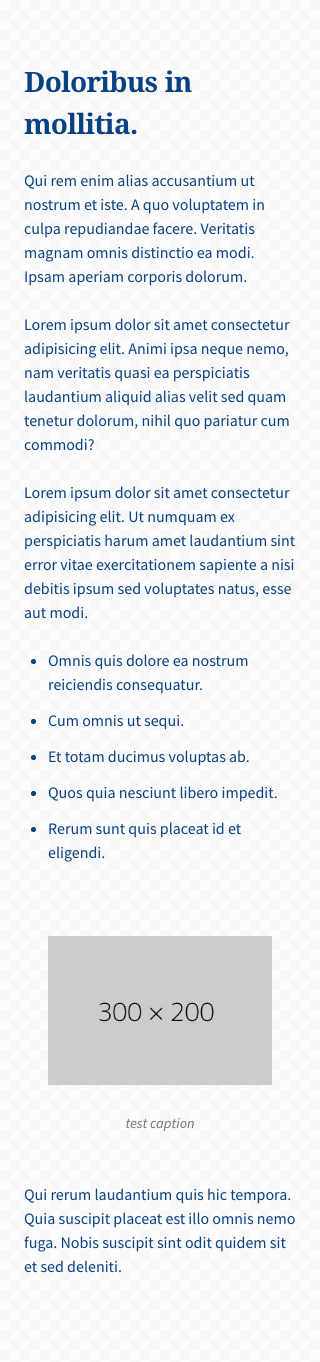 Doloribus in
mollitia.
Qui rem enim alias accusantium ut
nostrum et iste. A quo voluptatem in
culpa repudiandae facere. Veritatis
magnam omnis distinctio ea modi.
Ipsam aperiam corporis dolorum.
Lorem ipsum dolor sit amet consectetur
adipisicing elit. Animi ipsa neque nemo,
nam veritatis quasi ea perspiciatis
laudantium aliquid alias velit sed quam
tenetur dolorum, nihil quo pariatur cum
commodi?
Lorem ipsum dolor sit amet consectetur
adipisicing elit. Ut numquam ex
perspiciatis harum amet laudantium sint
error vitae exercitationem sapiente a nisi
debitis ipsum sed voluptates natus, esse
aut modi.
• Omnis quis dolore ea nostrum
reiciendis consequatur.
• Cum omnis ut sequi.
• Et totam ducimus voluptas ab.
• Quos quia nesciunt libero impedit.
• Rerum sunt quis placeat id et
eligendi.
300 × 200
test caption
Qui rerum laudantium quis hic tempora.
Quia suscipit placeat est illo omnis nemo
fuga. Nobis suscipit sint odit quidem sit
et sed deleniti.